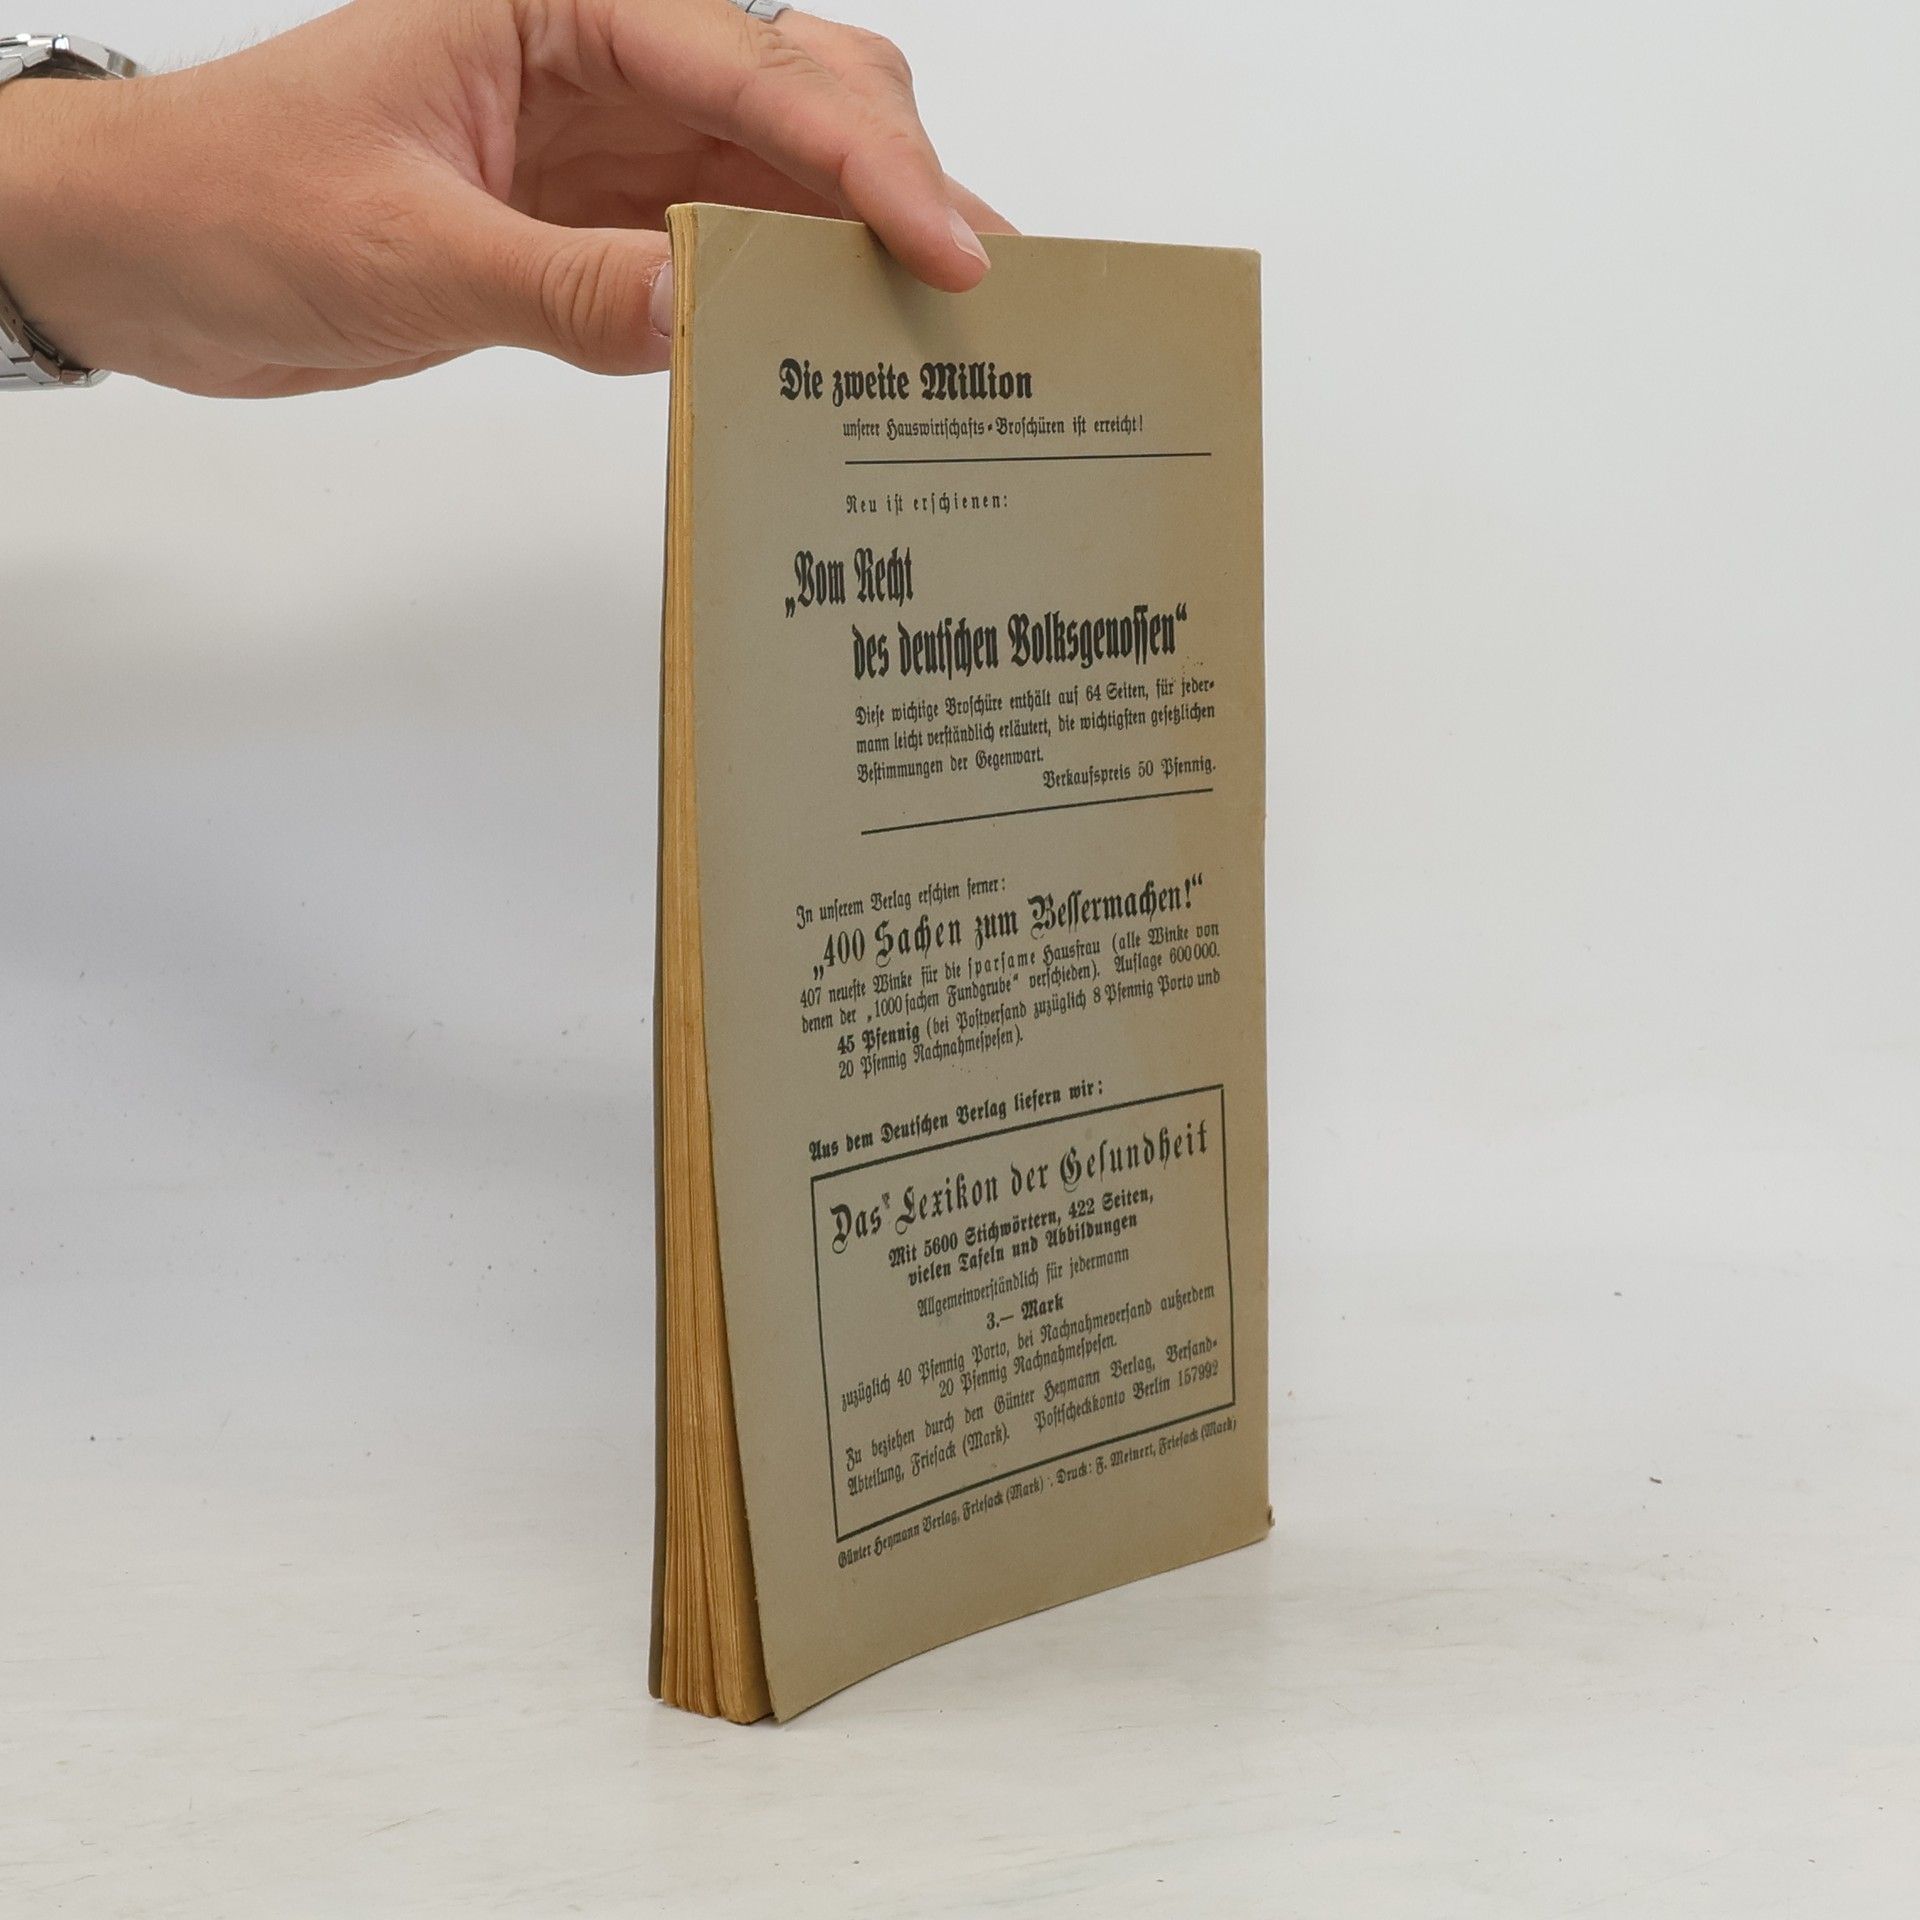 Die zweite Million
unserer Hauswirtschafts-Broschüren ist erreicht!
Neu ist erschienen:
„Vom Recht
des deutschen Volksgenossen“
Diese wichtige Broschüre enthält auf 64 Seiten, für jeder-
mann leicht verständlich erläutert, die wichtigsten gesetzlichen
Bestimmungen der Gegenwart.
Verkaufspreis 50 Pfennig.
In unserem Verlag erschien ferner:
„400 Sachen zum Bessermachen!“
407 neueste Winke für die sparsame Hausfrau (alle Winke von
denen der „1000fachen Fundgrube“ verschieden). Auflage 600000.
45 Pfennig (bei Postversand zuzüglich 8 Pfennig Porto und
20 Pfennig Nachnahmespesen).
Aus dem Deutschen Verlag liefern wir:
Das Lexikon der Gesundheit
Mit 5600 Stichwörtern, 422 Seiten,
vielen Tafeln und Abbildungen
Allgemeinverständlich für jedermann
3.— Mark
zuzüglich 40 Pfennig Porto, bei Nachnahmeversand außerdem
20 Pfennig Nachnahmespesen.
Zu beziehen durch den Günter Heymann Verlag, Versand-
Abteilung, Friesack (Mark). Postscheckkonto Berlin 157992
Günter Heymann Verlag, Friesack (Mark) : Druck: F. Meinert, Friesack (Mark)